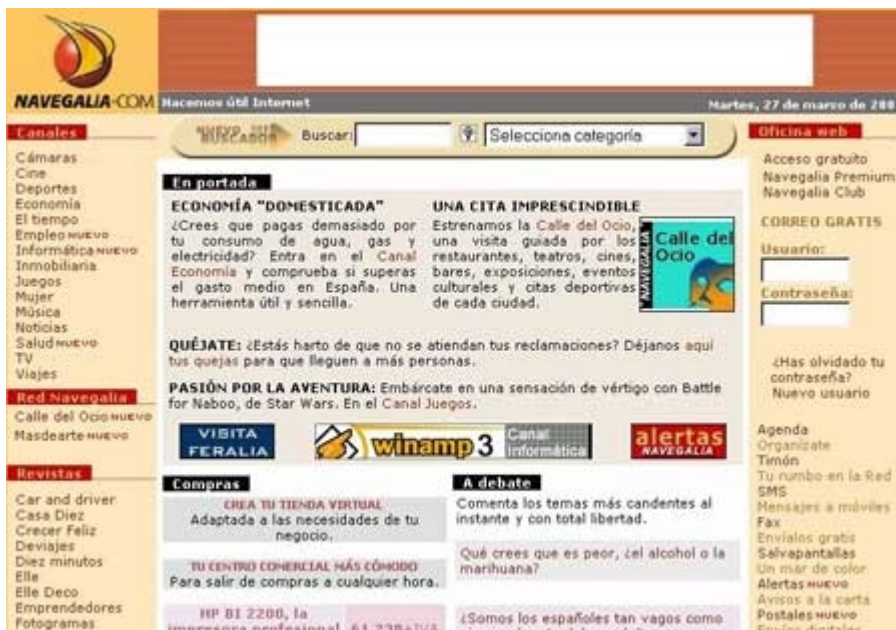 NAVEGALIA·COM
Hacemos útil Internet
Martes, 27 de marzo de
Canales
Cámaras
Cine
Deportes
Economía
El tiempo
Empleo NUEVO
Informática NUEVO
Inmobiliaria
Juegos
Mujer
Música
Noticias
Salud NUEVO
TV
Viajes
Red Navegalia
Calle del Ocio NUEVO
Masdearte NUEVO
Revistas
Car and driver
Casa Diez
Crecer Feliz
Deviajes
Diez minutos
Elle
Elle Deco
Emprendedores
Fotogramas
NUEVO
BUSCADOR
Buscar:
Selecciona categoría
En portada
ECONOMÍA "DOMESTICADA"
¿Crees que pagas demasiado por
tu consumo de agua, gas y
electricidad? Entra en el Canal
Economía y comprueba si superas
el gasto medio en España. Una
herramienta útil y sencilla.
UNA CITA IMPRESCINDIBLE
Estrenamos la Calle del Ocio,
una visita guiada por los
restaurantes, teatros, cines,
bares, exposiciones, eventos
culturales y citas deportivas
de cada ciudad.
NAVEGALIA
Calle del
Ocio
QUÉJATE: ¿Estás harto de que no se atiendan tus reclamaciones? Déjanos aquí
tus quejas para que lleguen a más personas.
PASIÓN POR LA AVENTURA: Embárcate en una sensación de vértigo con Battle
for Naboo, de Star Wars. En el Canal Juegos.
VISITA
FERALIA
winamp 3
Canal
Informática
alertas
NAVEGALIA
Compras
CREA TU TIENDA VIRTUAL
Adaptada a las necesidades de tu
negocio.
TU CENTRO COMERCIAL MÁS CÓMODO
Para salir de compras a cualquier hora.
HP BI 2200, la
impresora profesional
A debate
Comenta los temas más candentes al
instante y con total libertad.
Qué crees que es peor, ¿el alcohol o la
marihuana?
¿Somos los españoles tan vagos como
Oficina web
Acceso gratuito
Navegalia Premium
Navegalia Club
CORREO GRATIS
Usuario:
Contraseña:
¿Has olvidado tu
contraseña?
Nuevo usuario
Agenda
Organízate
Timón
Tu rumbo en la Red
SMS
Mensajes a móviles
Fax
Envíalos gratis
Salvapantallas
Un mar de color
Alertas NUEVO
Avisos a la carta
Postales NUEVO